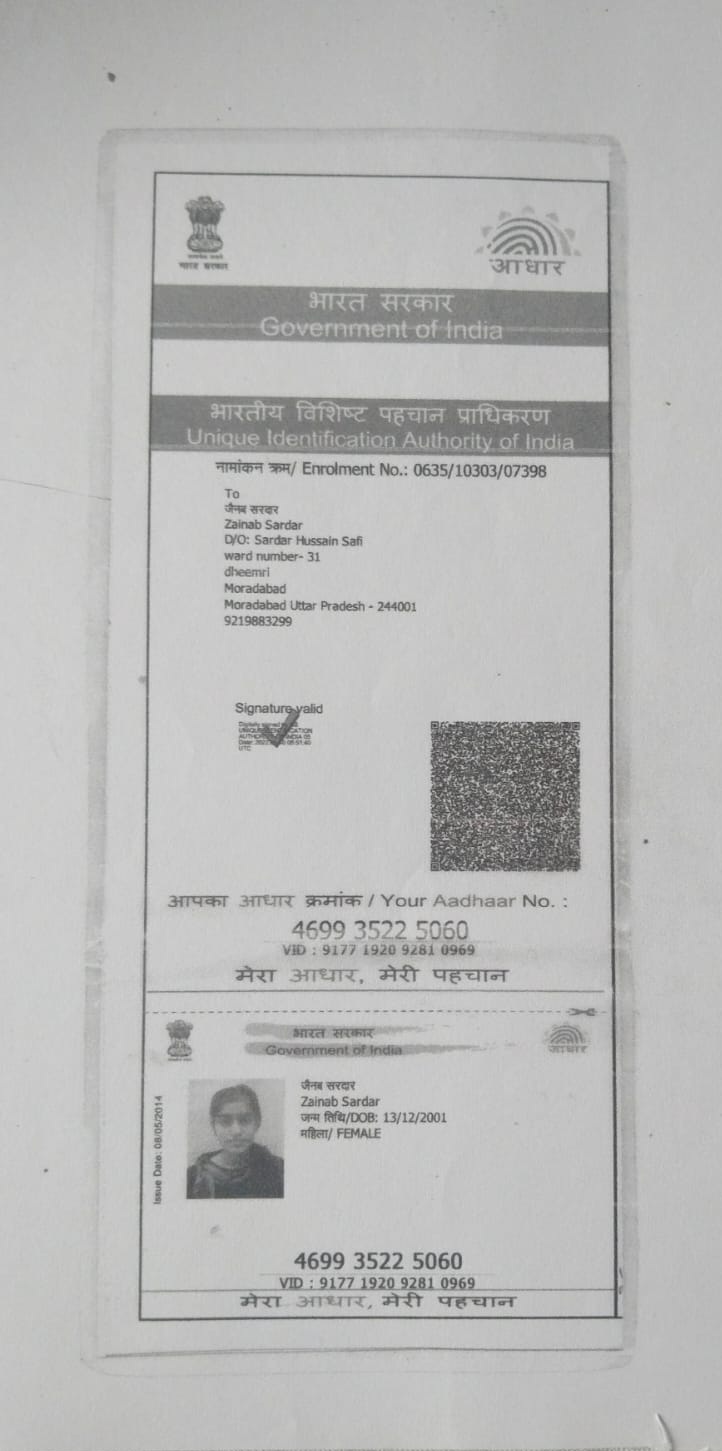 भारत सरकार
आधार
भारत सरकार
Government of India
भारतीय विशिष्ट पहचान प्राधिकरण
Unique Identification Authority of India
नामांकन क्रम/ Enrolment No.: 0635/10303/07398
To
जैनब सरदार
Zainab Sardar
D/O: Sardar Hussain Safi
ward number- 31
dheemri
Moradabad
Moradabad Uttar Pradesh - 244001
9219883299
Signature valid
आपका आधार क्रमांक / Your Aadhaar No. :
4699 3522 5060
VID : 9177 1920 9281 0969
मेरा आधार, मेरी पहचान
भारत सरकार
Government of India
आधार
Issue Date: 08/05/2014
जैनब सरदार
Zainab Sardar
जन्म तिथि/DOB: 13/12/2001
महिला/ FEMALE
4699 3522 5060
VID : 9177 1920 9281 0969
मेरा आधार, मेरी पहचान